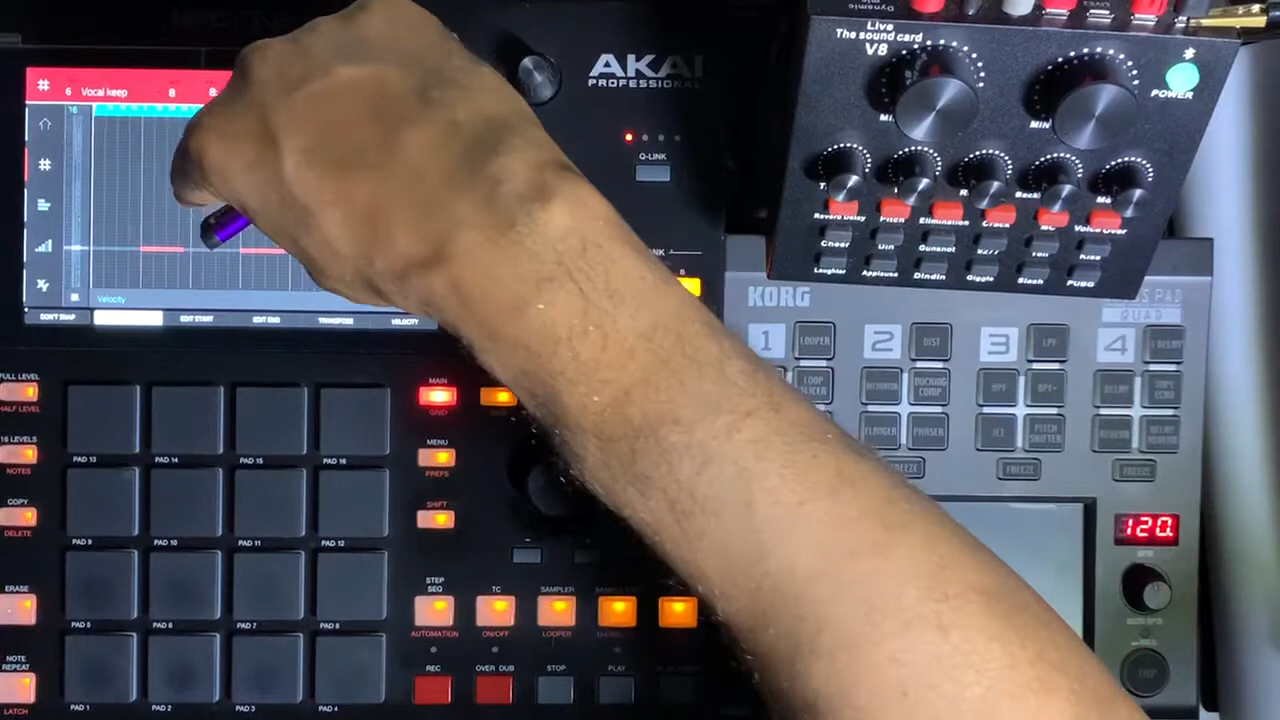 Dynamic
Live
The sound card
V8
POWER
MIN
Reverb Delay
Pitch
Elimination
Voice Over
Cheer
Din
Gunshot
Laughter
Applause
Dindin
Giggle
Slash
PUBG
AKAI
PROFESSIONAL
Q-LINK
6 Vocal keep 8
16
Velocity
DON'T SNAP
EDIT START
EDIT END
TRANSPOSE
VELOCITY
KORG
QUAD
1
LOOPER
2
DIST
3
LPF
4
LOOP
SLICER
DUCKING
COMP
HPF
DELAY
TAPE
ECHO
FLANGER
PHASER
JET
PITCH
SHIFTER
REVERB
FREEZE
FREEZE
120.
FULL LEVEL
HALF LEVEL
16 LEVELS
NOTES
COPY
DELETE
ERASE
NOTE
REPEAT
LATCH
PAD 13
PAD 14
PAD 15
PAD 16
PAD 9
PAD 10
PAD 11
PAD 12
PAD 5
PAD 6
PAD 7
PAD 8
PAD 1
PAD 2
PAD 3
PAD 4
MAIN
GRID
MENU
PREFS
SHIFT
STEP
SEQ
AUTOMATION
TC
ON/OFF
SAMPLER
LOOPER
REC
OVER DUB
STOP
PLAY